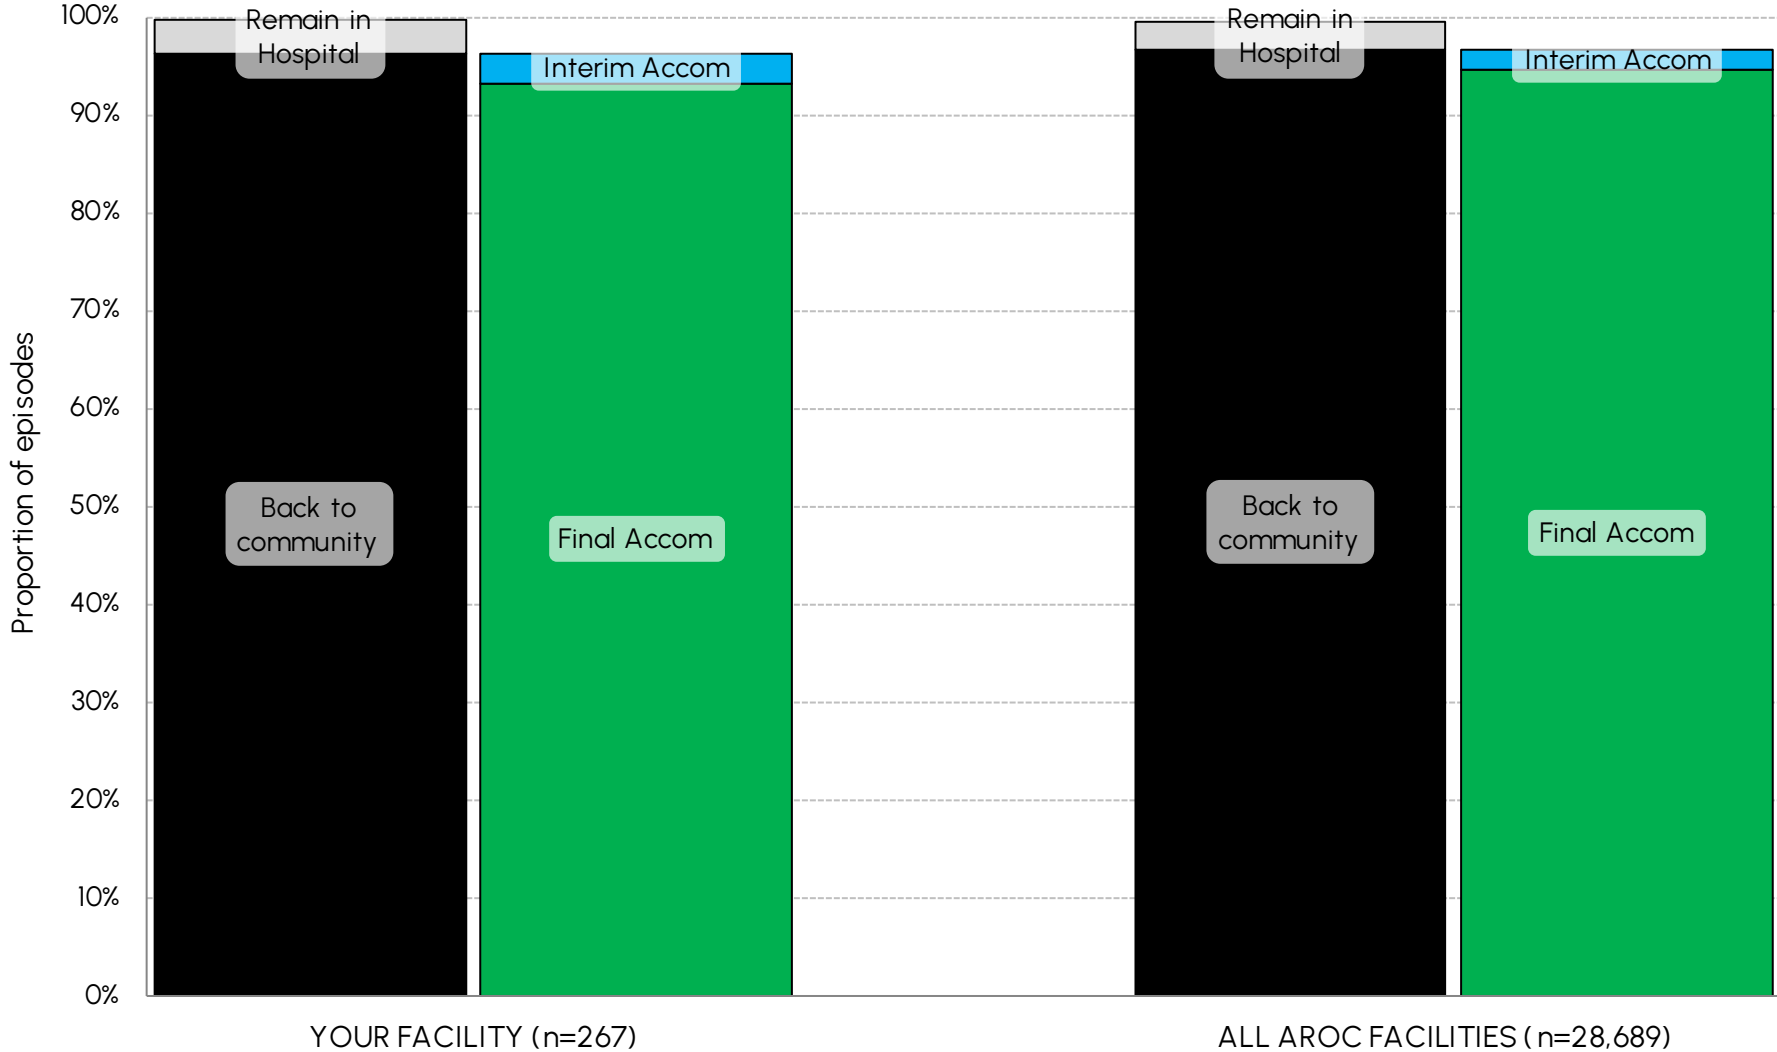 100%
90%
80%
70%
60%
50%
40%
30%
20%
10%
0%
Proportion of episodes
Remain in
Hospital
Interim Accom
Back to
community
Final Accom
Remain in
Hospital
Interim Accom
Back to
community
Final Accom
YOUR FACILITY (n=267)
ALL AROC FACILITIES (n=28,689)